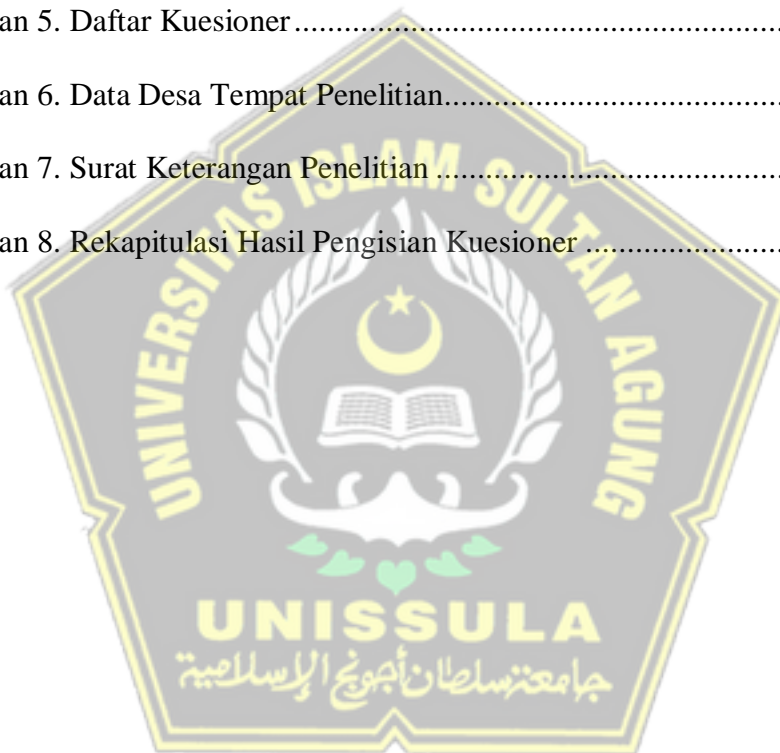 an 5. Daftar Kuesioner........................................................
an 6. Data Desa Tempat Penelitian........................................
an 7. Surat Keterangan Penelitian ........................................
an 8. Rekapitulasi Hasil Pengisian Kuesioner .......................
UNIVERSITAS ISLAM SULTAN AGUNG
UNISSULA
جامعة سلطان أجونج الإسلامية